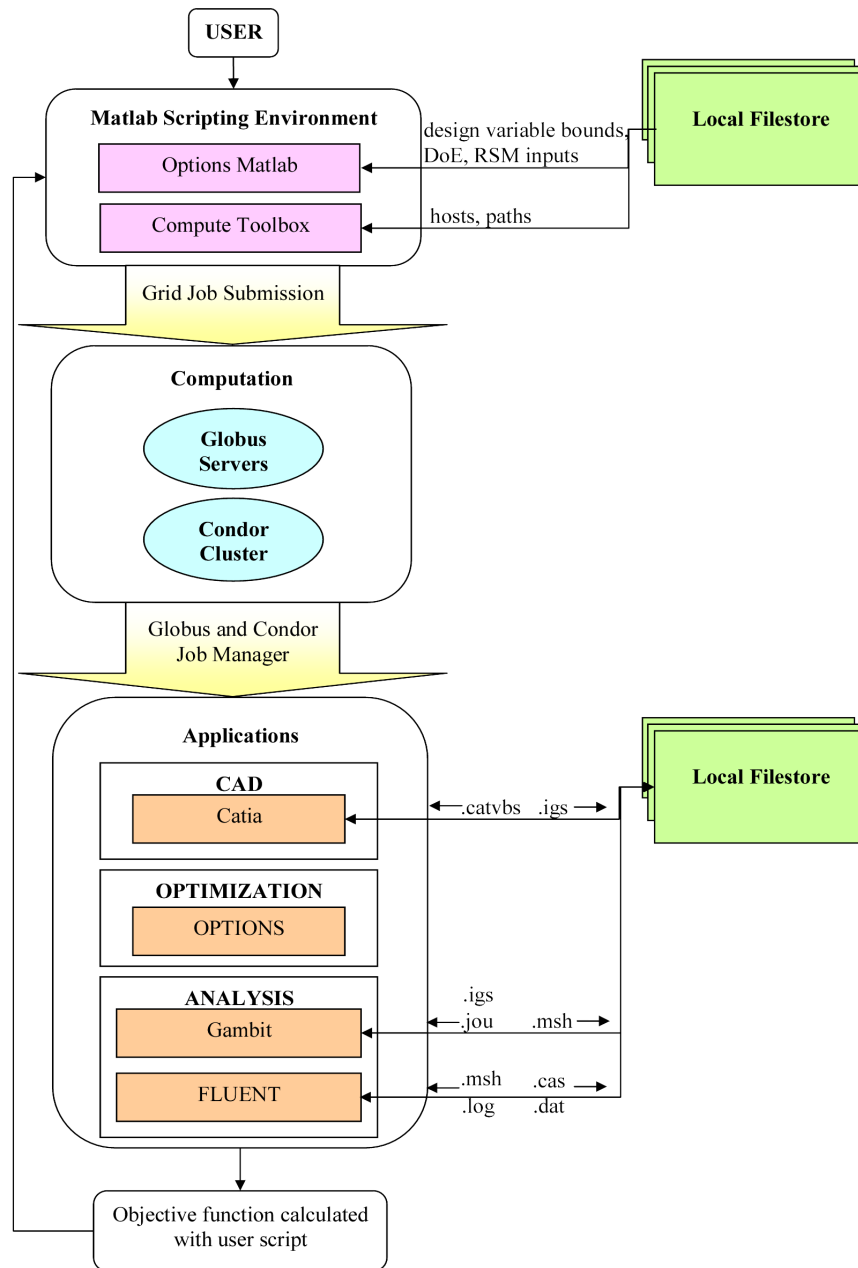 USER
Matlab Scripting Environment
Options Matlab
Compute Toolbox
design variable bounds,
DoE, RSM inputs
hosts, paths
Local Filestore
Grid Job Submission
Computation
Globus
Servers
Condor
Cluster
Globus and Condor
Job Manager
Applications
CAD
Catia
.catvbs .igs
Local Filestore
OPTIMIZATION
OPTIONS
ANALYSIS
Gambit
.igs
.jou .msh
FLUENT
.msh .cas
.log .dat
Objective function calculated
with user script